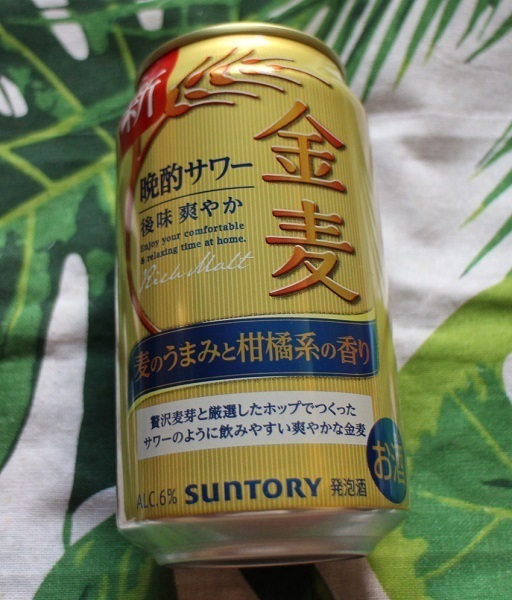 新
金麦
晩酌サワー
後味 爽やか
Enjoy your comfortable
& relaxing time at home.
Rich Malt
麦のうまみと柑橘系の香り
贅沢麦芽と厳選したホップでつくった
サワーのように飲みやすい爽やかな金麦
お酒
ALC.6% SUNTORY 発泡酒